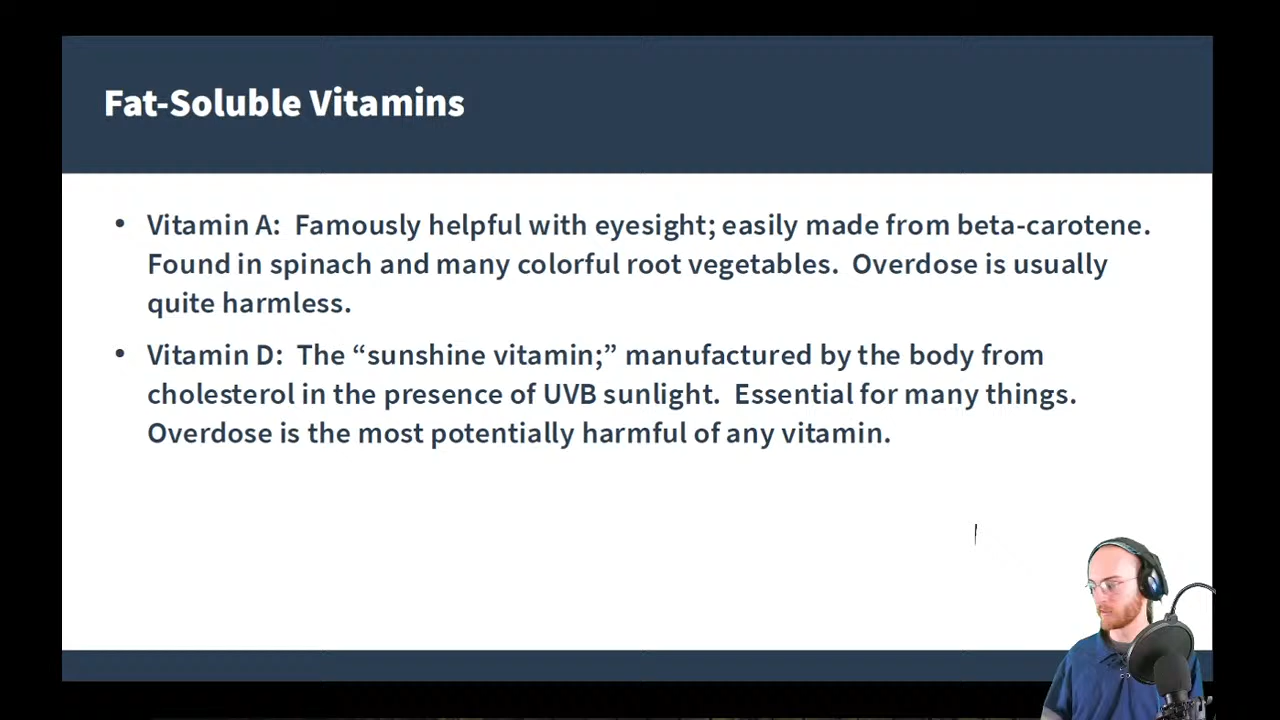 Fat-Soluble Vitamins
• Vitamin A:  Famously helpful with eyesight; easily made from beta-carotene.
Found in spinach and many colorful root vegetables.  Overdose is usually
quite harmless.
• Vitamin D:  The “sunshine vitamin;” manufactured by the body from
cholesterol in the presence of UVB sunlight.  Essential for many things.
Overdose is the most potentially harmful of any vitamin.